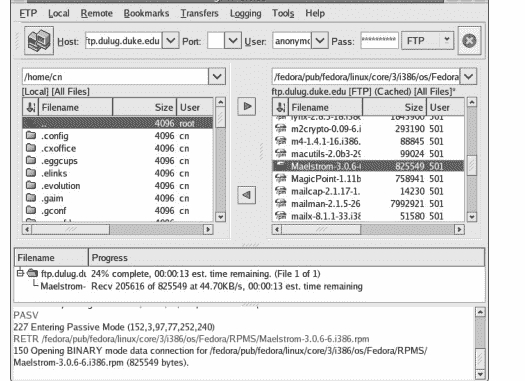 FTP Local Remote Bookmarks Transfers Logging Tools Help
Host: ftp.dulug.duke.edu Port: User: anonymo Pass: ********** FTP
/home/cn
[Local] [All Files]
Filename Size User
.. 4096 root
.config 4096 cn
.cxoffice 4096 cn
.eggcups 4096 cn
.elinks 4096 cn
.evolution 4096 cn
.gaim 4096 cn
.gconf 4096 cn
/fedora/pub/fedora/linux/core/3/i386/os/Fedora
ftp.dulug.duke.edu [FTP] (Cached) [All Files]*
Filename Size User
m2crypto-0.09-6.i 293190 501
m4-1.4.1-16.i386. 88845 501
macutils-2.0b3-29 99024 501
Maelstrom-3.0.6-6 825549 501
MagicPoint-1.11b 758941 501
mailcap-2.1.17-1. 14230 501
mailman-2.1.5-26 7992921 501
mailx-8.1.1-33.i38 51580 501
Filename Progress
ftp.dulug.du 24% complete, 00:00:13 est. time remaining. (File 1 of 1)
Maelstrom- Recv 205616 of 825549 at 44.70KB/s, 00:00:13 est. time remaining
PASV
227 Entering Passive Mode (152,3,97,77,252,240)
RETR /fedora/pub/fedora/linux/core/3/i386/os/Fedora/RPMS/Maelstrom-3.0.6-6.i386.rpm
150 Opening BINARY mode data connection for /fedora/pub/fedora/linux/core/3/i386/os/Fedora/RPMS/
Maelstrom-3.0.6-6.i386.rpm (825549 bytes).